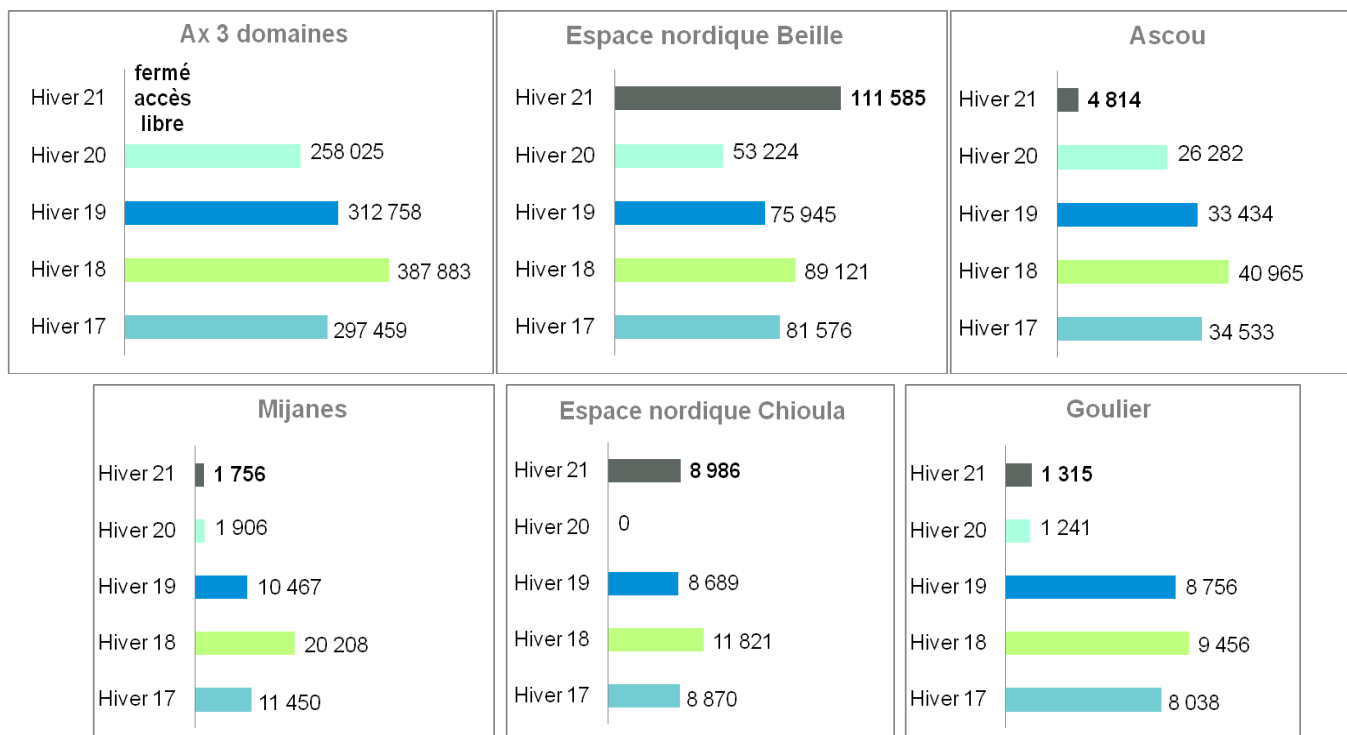 Ax 3 domaines
Hiver 21 fermé accès libre
Hiver 20 258 025
Hiver 19 312 758
Hiver 18 387 883
Hiver 17 297 459
Espace nordique Beille
Hiver 21 111 585
Hiver 20 53 224
Hiver 19 75 945
Hiver 18 89 121
Hiver 17 81 576
Ascou
Hiver 21 4 814
Hiver 20 26 282
Hiver 19 33 434
Hiver 18 40 965
Hiver 17 34 533
Mijanes
Hiver 21 1 756
Hiver 20 1 906
Hiver 19 10 467
Hiver 18 20 208
Hiver 17 11 450
Espace nordique Chioula
Hiver 21 8 986
Hiver 20 0
Hiver 19 8 689
Hiver 18 11 821
Hiver 17 8 870
Goulier
Hiver 21 1 315
Hiver 20 1 241
Hiver 19 8 756
Hiver 18 9 456
Hiver 17 8 038